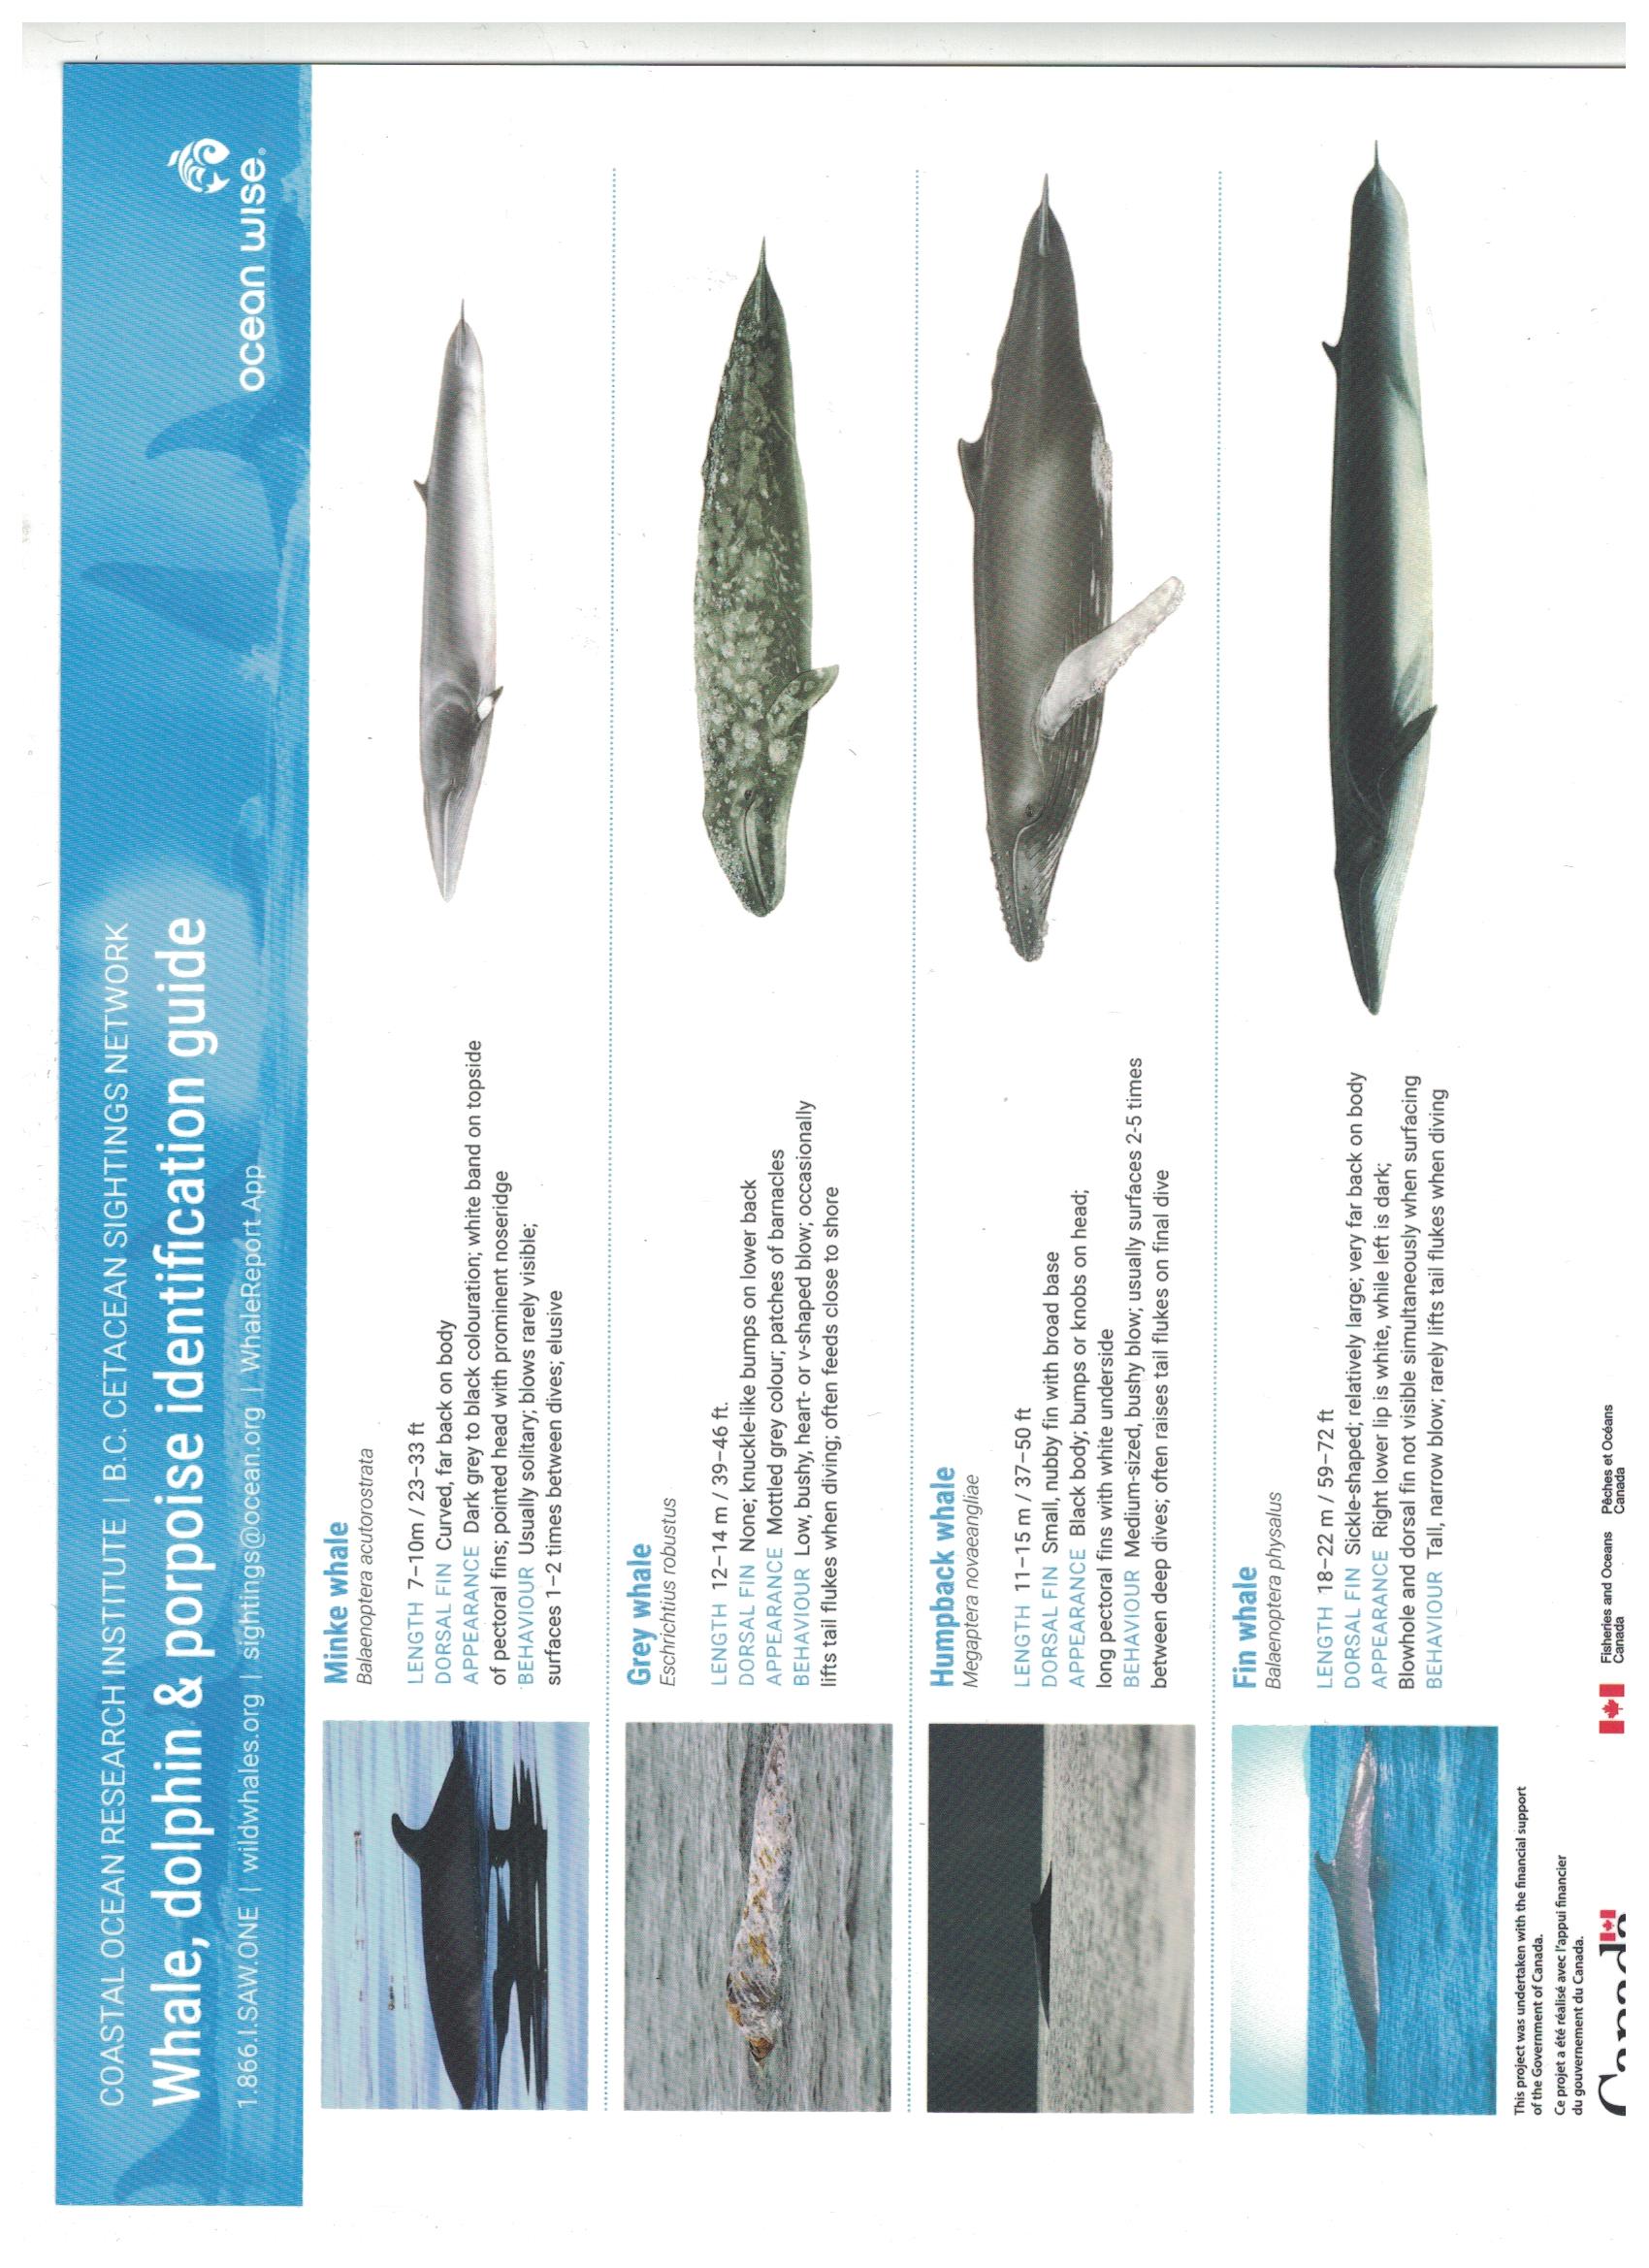 COASTAL OCEAN RESEARCH INSTITUTE | B.C. CETACEAN SIGHTINGS NETWORK
Whale, dolphin & porpoise identification guide
1.866.I.SAW.ONE | wildwhales.org | sightings@ocean.org | WhaleReport App
ocean wise®
Minke whale
Balaenoptera acutorostrata
LENGTH 7–10m / 23–33 ft
DORSAL FIN Curved, far back on body
APPEARANCE Dark grey to black colouration; white band on topside
of pectoral fins; pointed head with prominent noseridge
BEHAVIOUR Usually solitary; blows rarely visible;
surfaces 1–2 times between dives; elusive
Grey whale
Eschrichtius robustus
LENGTH 12–14 m / 39–46 ft.
DORSAL FIN None; knuckle-like bumps on lower back
APPEARANCE Mottled grey colour; patches of barnacles
BEHAVIOUR Low, bushy, heart- or v-shaped blow; occasionally
lifts tail flukes when diving; often feeds close to shore
Humpback whale
Megaptera novaeangliae
LENGTH 11–15 m / 37–50 ft
DORSAL FIN Small, nubby fin with broad base
APPEARANCE Black body; bumps or knobs on head;
long pectoral fins with white underside
BEHAVIOUR Medium-sized, bushy blow; usually surfaces 2-5 times
between deep dives; often raises tail flukes on final dive
Fin whale
Balaenoptera physalus
LENGTH 18–22 m / 59–72 ft
DORSAL FIN Sickle-shaped; relatively large; very far back on body
APPEARANCE Right lower lip is white, while left is dark;
Blowhole and dorsal fin not visible simultaneously when surfacing
BEHAVIOUR Tall, narrow blow; rarely lifts tail flukes when diving
This project was undertaken with the financial support
of the Government of Canada.
Ce projet a été réalisé avec l'appui financier
du gouvernement du Canada.
Canada
Fisheries and Oceans Pêches et Océans
Canada Canada